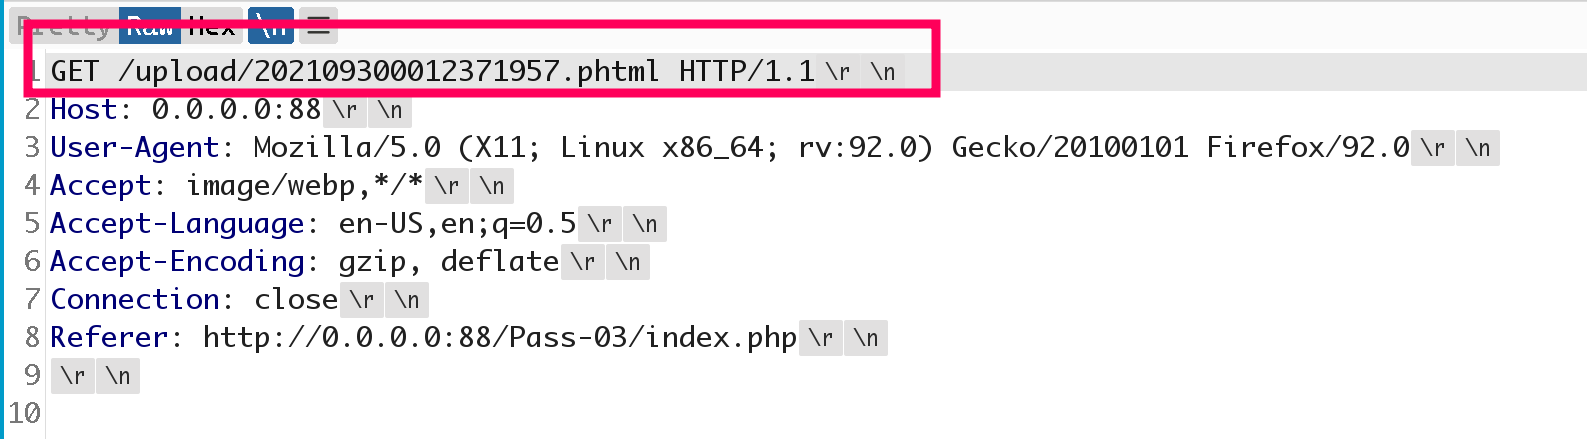 Pretty Raw Hex \n
1 GET /upload/202109300012371957.phtml HTTP/1.1 \r \n
2 Host: 0.0.0.0:88 \r \n
3 User-Agent: Mozilla/5.0 (X11; Linux x86_64; rv:92.0) Gecko/20100101 Firefox/92.0 \r \n
4 Accept: image/webp,*/* \r \n
5 Accept-Language: en-US,en;q=0.5 \r \n
6 Accept-Encoding: gzip, deflate \r \n
7 Connection: close \r \n
8 Referer: http://0.0.0.0:88/Pass-03/index.php \r \n
9 \r \n
10